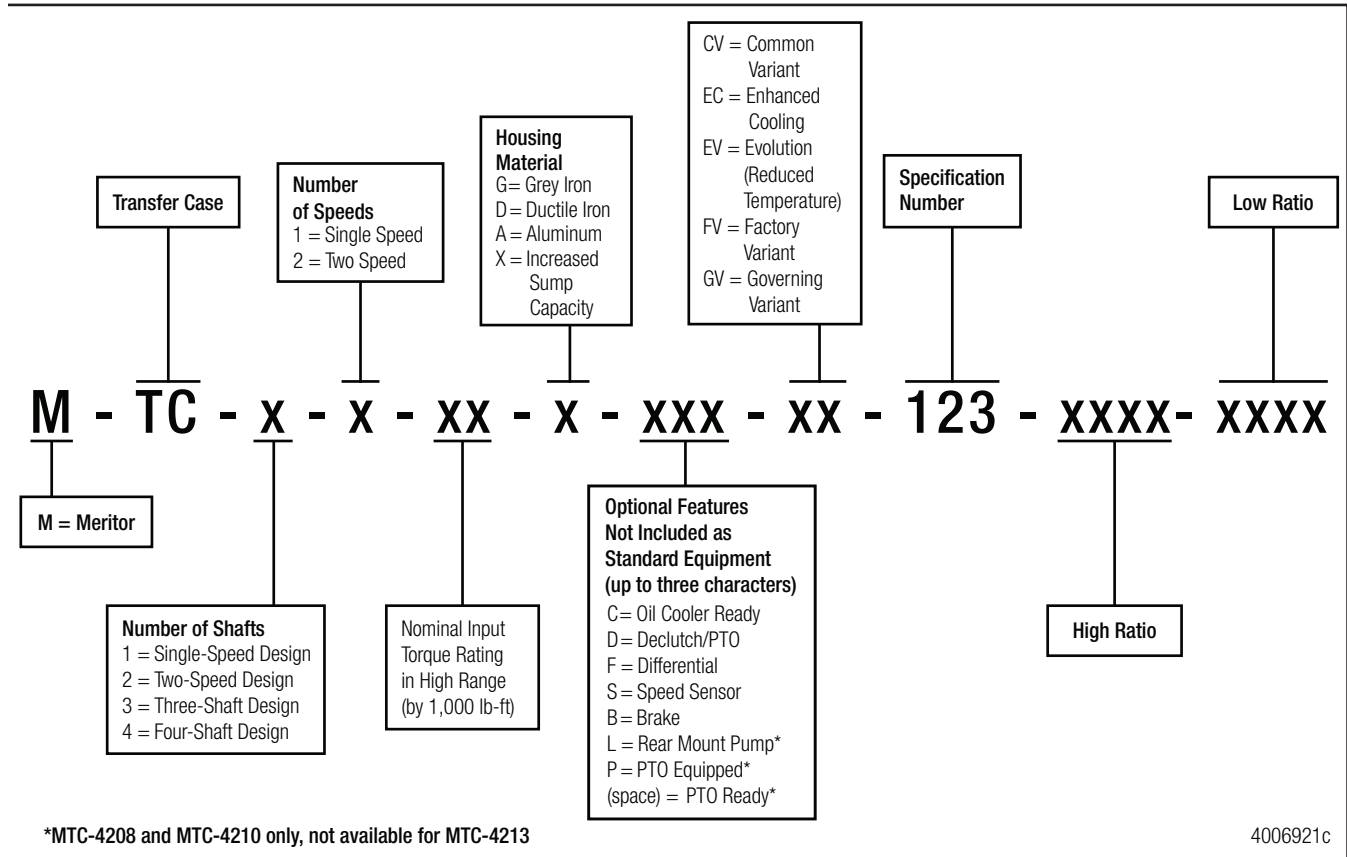 CV = Common
Variant
EC = Enhanced
Cooling
EV = Evolution
(Reduced
Temperature)
FV = Factory
Variant
GV = Governing
Variant
Housing
Material
G= Grey Iron
D = Ductile Iron
A = Aluminum
X = Increased
Sump
Capacity
Transfer Case
Number
of Speeds
1 = Single Speed
2 = Two Speed
Specification
Number
Low Ratio
M - TC - x - x - xx - x - xxx - xx - 123 - xxxx- xxxx
M = Meritor
Number of Shafts
1 = Single-Speed Design
2 = Two-Speed Design
3 = Three-Shaft Design
4 = Four-Shaft Design
Nominal Input
Torque Rating
in High Range
(by 1,000 lb-ft)
Optional Features
Not Included as
Standard Equipment
(up to three characters)
C= Oil Cooler Ready
D = Declutch/PTO
F = Differential
S = Speed Sensor
B = Brake
L = Rear Mount Pump*
P = PTO Equipped*
(space) = PTO Ready*
High Ratio
*MTC-4208 and MTC-4210 only, not available for MTC-4213
4006921c